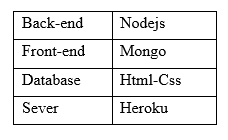 Back-end Nodejs
Front-end Mongo
Database Html-Css
Sever Heroku